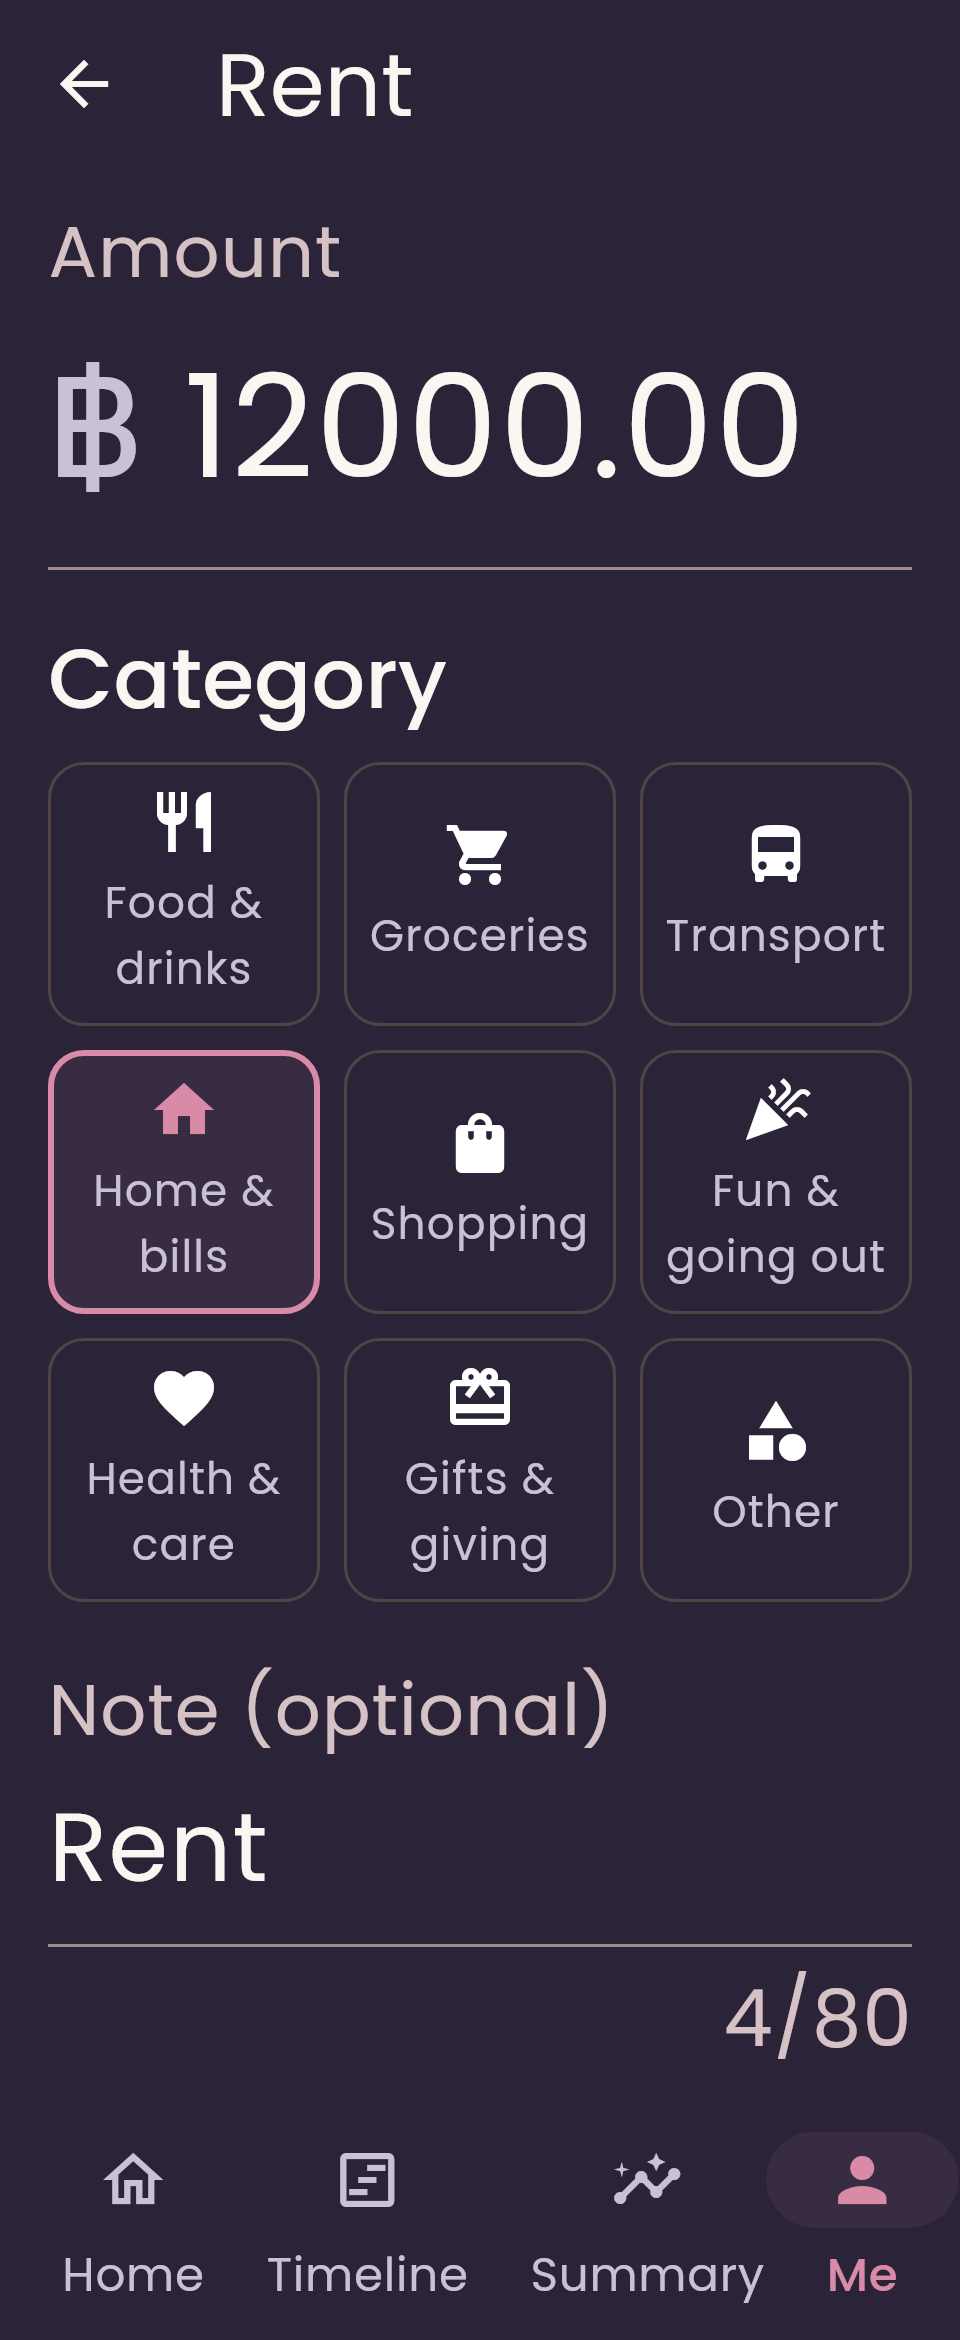 Rent
Amount
฿ 12000.00
Category
Food &
drinks
Groceries
Transport
Home &
bills
Shopping
Fun &
going out
Health &
care
Gifts &
giving
Other
Note (optional)
Rent
4/80
Home
Timeline
Summary
Me